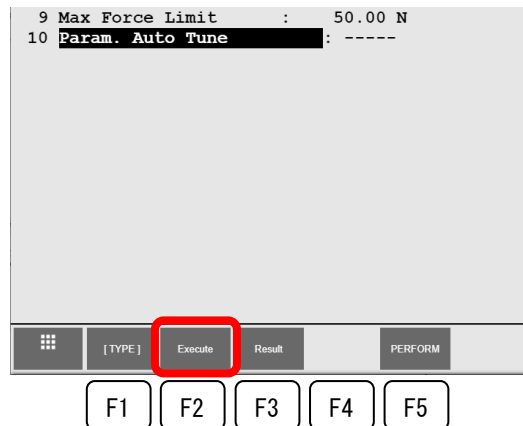 9 Max Force Limit : 50.00 N
10 Param. Auto Tune : -----
[ TYPE ] Execute Result PERFORM
F1 F2 F3 F4 F5